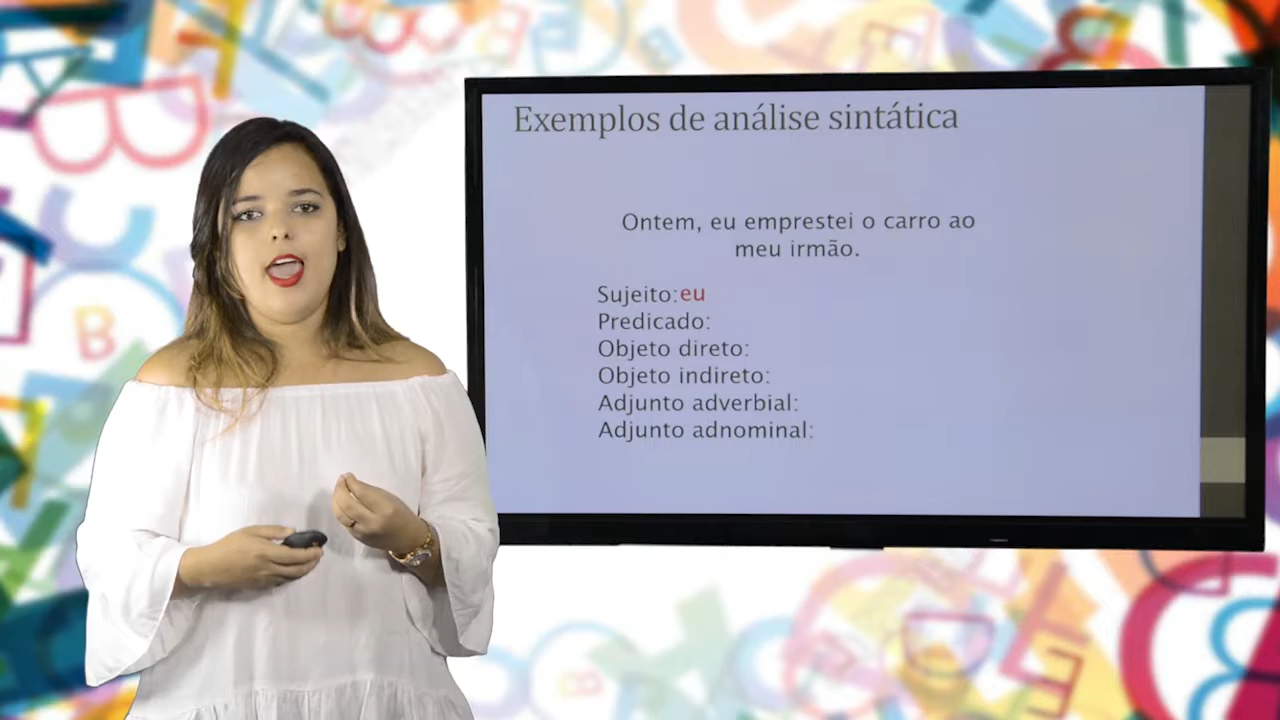 Exemplos de análise sintática
Ontem, eu emprestei o carro ao
meu irmão.
Sujeito:eu
Predicado:
Objeto direto:
Objeto indireto:
Adjunto adverbial:
Adjunto adnominal: